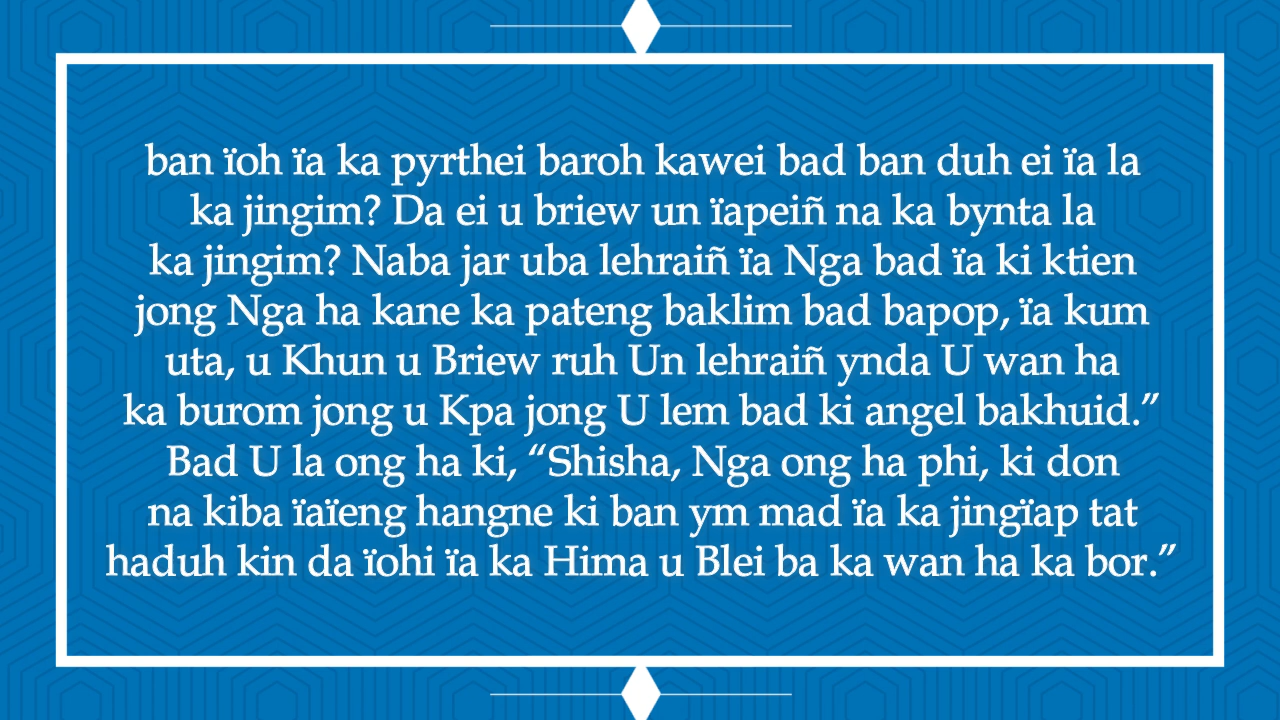 ban ïoh ïa ka pyrthei baroh kawei bad ban duh ei ïa la
ka jingim? Da ei u briew un ïapeiñ na ka bynta la
ka jingim? Naba jar uba lehraiñ ïa Nga bad ïa ki ktien
jong Nga ha kane ka pateng baklim bad bapop, ïa kum
uta, u Khun u Briew ruh Un lehraiñ ynda U wan ha
ka burom jong u Kpa jong U lem bad ki angel bakhuid.”
Bad U la ong ha ki, “Shisha, Nga ong ha phi, ki don
na kiba ïaïeng hangne ki ban ym mad ïa ka jingïap tat
haduh kin da ïohi ïa ka Hima u Blei ba ka wan ha ka bor.”